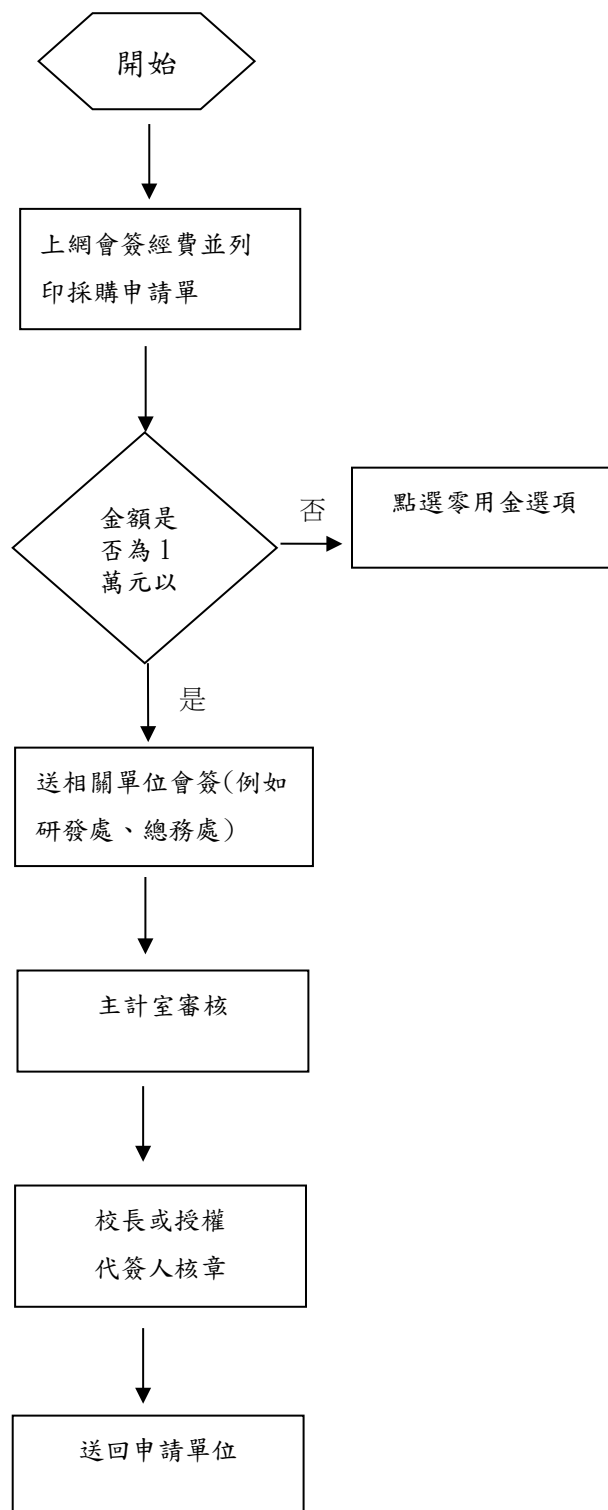 開始
上網會簽經費並列
印採購申請單
金額是
否為1
萬元以
否
點選零用金選項
是
送相關單位會簽(例如
研發處、總務處)
主計室審核
校長或授權
代簽人核章
送回申請單位